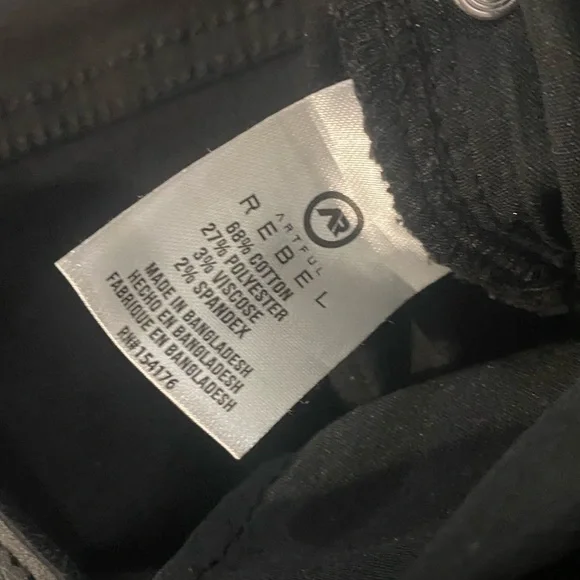 AR
ARTFUL
REBEL
68% COTTON
27% POLYESTER
3% VISCOSE
2% SPANDEX
MADE IN BANGLADESH
HECHO EN BANGLADESH
FABRIQUE EN BANGLADESH
RN#154176